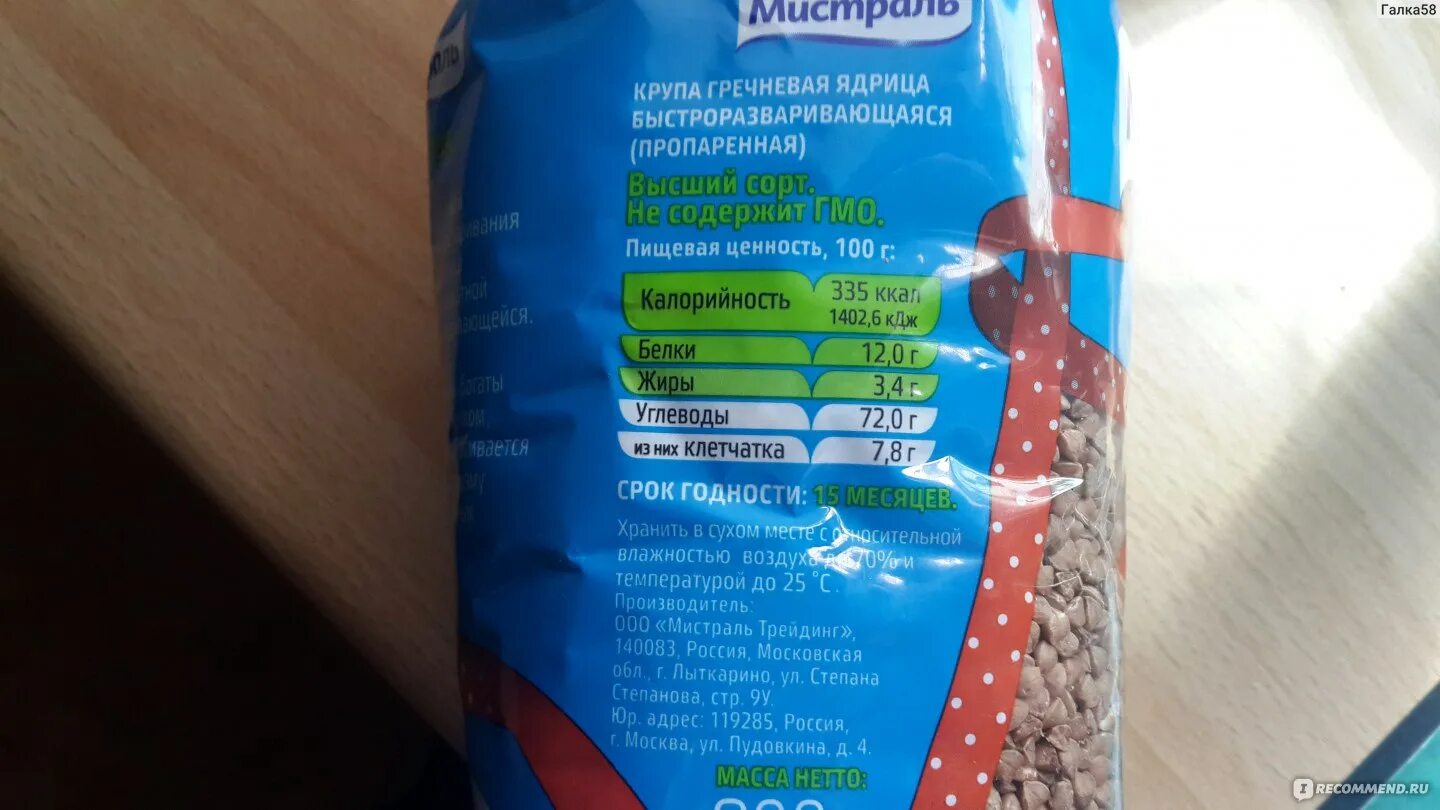 Галка58
Мистраль
КРУПА ГРЕЧНЕВАЯ ЯДРИЦА
БЫСТРОРАЗВАРИВАЮЩАЯСЯ
(ПРОПАРЕННАЯ)
Высший сорт.
Не содержит ГМО.
Пищевая ценность, 100 г:
Калорийность 335 ккал
1402,6 кДж
Белки 12,0 г
Жиры 3,4 г
Углеводы 72,0 г
из них клетчатка 7,8 г
СРОК ГОДНОСТИ: 15 МЕСЯЦЕВ.
Хранить в сухом месте с относительной
влажностью воздуха до 70% и
температурой до 25 °С.
Производитель:
ООО «Мистраль Трейдинг»,
140083, Россия, Московская
обл., г. Лыткарино, ул. Степана
Степанова, стр. 9У.
Юр. адрес: 119285, Россия,
г. Москва, ул. Пудовкина, д. 4.
МАССА НЕТТО:
IRECOMMEND.RU